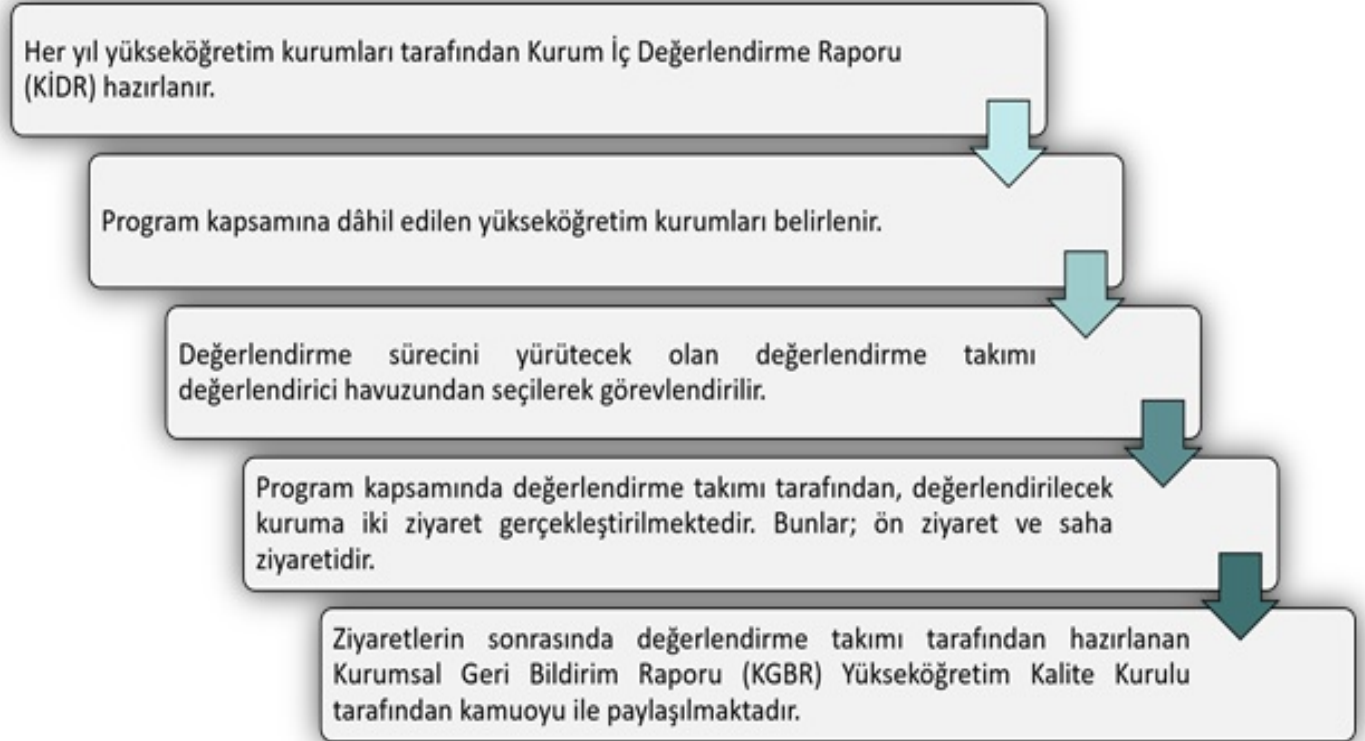 Her yıl yükseköğretim kurumları tarafından Kurum İç Değerlendirme Raporu
(KİDR) hazırlanır.
Program kapsamına dâhil edilen yükseköğretim kurumları belirlenir.
Değerlendirme sürecini yürütecek olan değerlendirme takımı
değerlendirici havuzundan seçilerek görevlendirilir.
Program kapsamında değerlendirme takımı tarafından, değerlendirilecek
kuruma iki ziyaret gerçekleştirilmektedir. Bunlar; ön ziyaret ve saha
ziyaretidir.
Ziyaretlerin sonrasında değerlendirme takımı tarafından hazırlanan
Kurumsal Geri Bildirim Raporu (KGBR) Yükseköğretim Kalite Kurulu
tarafından kamuoyu ile paylaşılmaktadır.